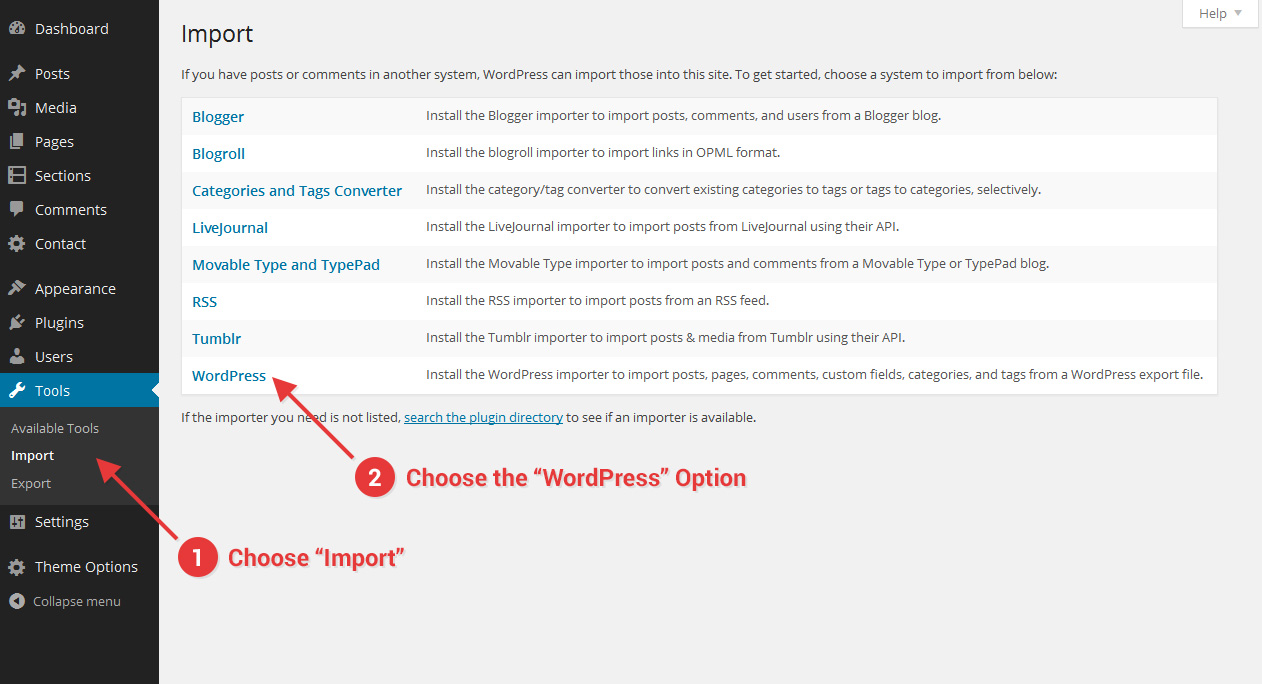 Dashboard
Posts
Media
Pages
Sections
Comments
Contact
Appearance
Plugins
Users
Tools
Available Tools
Import
Export
Settings
Theme Options
Collapse menu
Help
Import
If you have posts or comments in another system, WordPress can import those into this site. To get started, choose a system to import from below:
Blogger Install the Blogger importer to import posts, comments, and users from a Blogger blog.
Blogroll Install the blogroll importer to import links in OPML format.
Categories and Tags Converter Install the category/tag converter to convert existing categories to tags or tags to categories, selectively.
LiveJournal Install the LiveJournal importer to import posts from LiveJournal using their API.
Movable Type and TypePad Install the Movable Type importer to import posts and comments from a Movable Type or TypePad blog.
RSS Install the RSS importer to import posts from an RSS feed.
Tumblr Install the Tumblr importer to import posts & media from Tumblr using their API.
WordPress Install the WordPress importer to import posts, pages, comments, custom fields, categories, and tags from a WordPress export file.
If the importer you need is not listed, search the plugin directory to see if an importer is available.
2 Choose the “WordPress” Option
1 Choose “Import”